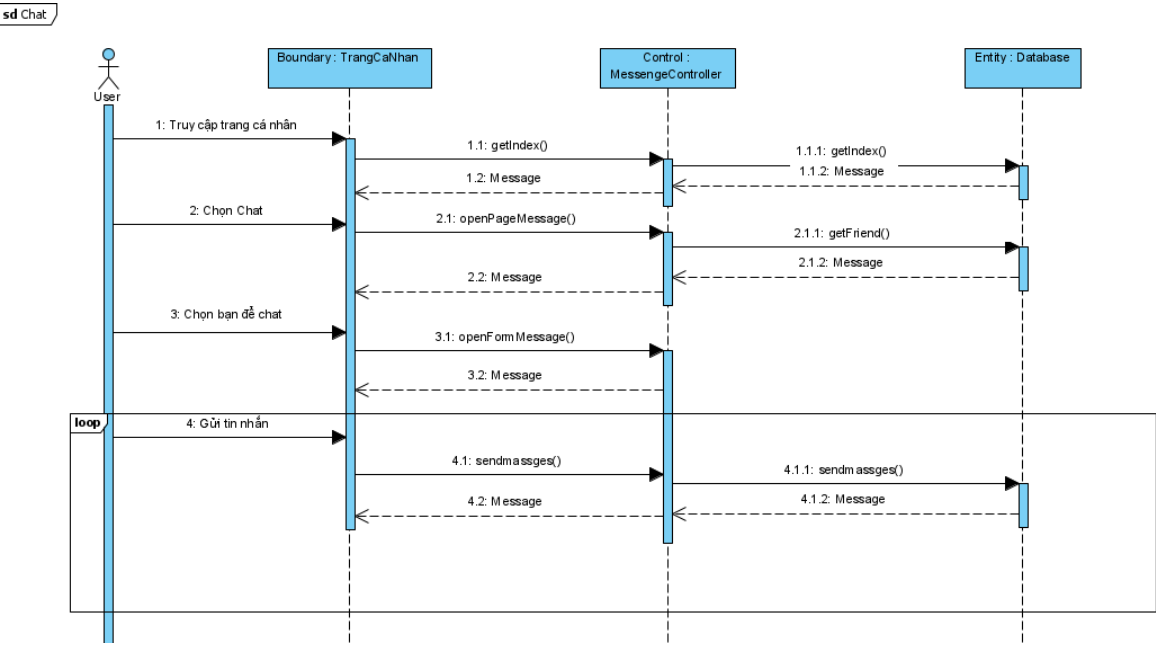 sd Chat
User
Boundary : TrangCaNhan
Control :
MessengeController
Entity : Database
1: Truy cập trang cá nhân
1.1: getIndex()
1.1.1: getIndex()
1.1.2: Message
1.2: Message
2: Chọn Chat
2.1: openPageMessage()
2.1.1: getFriend()
2.1.2: Message
2.2: Message
3: Chọn bạn để chat
3.1: openFormMessage()
3.2: Message
loop
4: Gửi tin nhắn
4.1: sendmassges()
4.1.1: sendmassges()
4.1.2: Message
4.2: Message